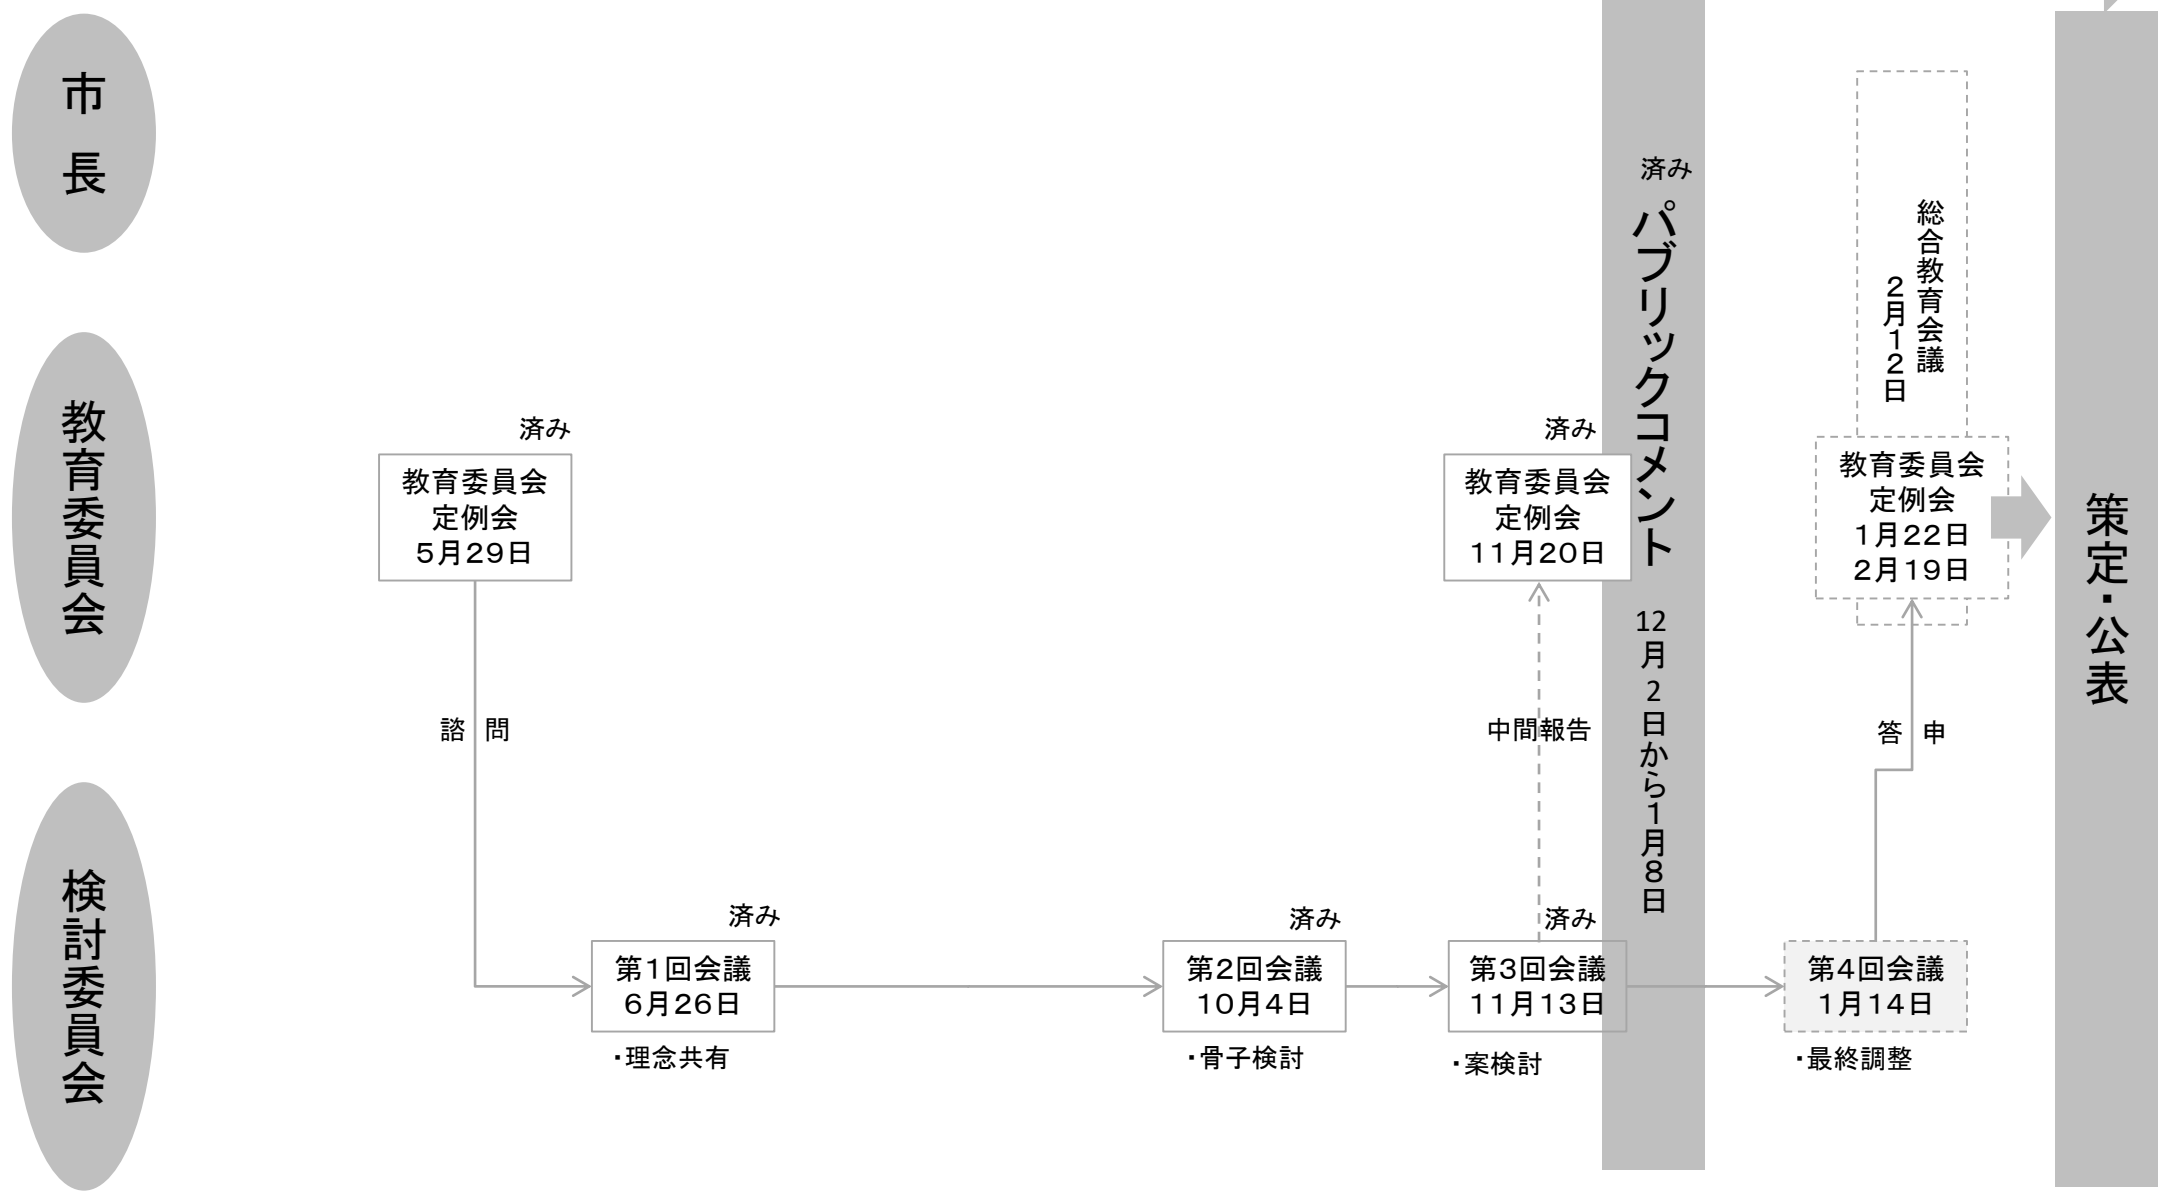 市長
済み
パブリックコメント
12月2日から1月8日
総合教育会議
2月12日
教育委員会
済み
教育委員会
定例会
5月29日
済み
教育委員会
定例会
11月20日
教育委員会
定例会
1月22日
2月19日
策定・公表
諮問
中間報告
答申
検討委員会
済み
第1回会議
6月26日
・理念共有
済み
第2回会議
10月4日
・骨子検討
済み
第3回会議
11月13日
・案検討
第4回会議
1月14日
・最終調整